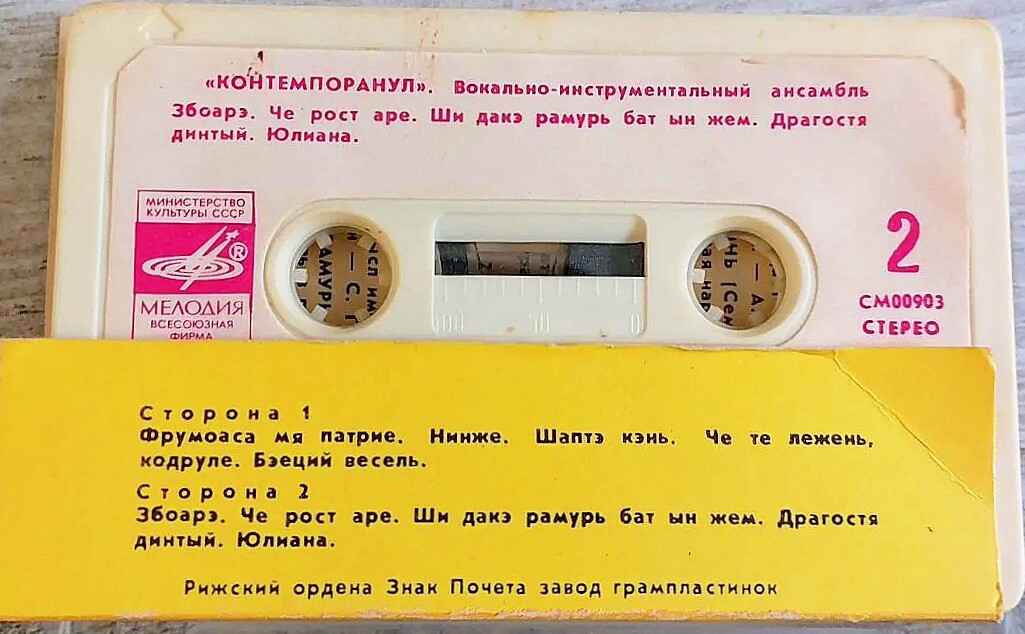 «КОНТЕМПОРАНУЛ». Вокально-инструментальный ансамбль
Збоарэ. Че рост аре. Ши дакэ рамурь бат ын жем. Драгостя
динтый. Юлиана.
МИНИСТЕРСТВО
КУЛЬТУРЫ СССР
®
МЕЛОДИЯ
ВСЕСОЮЗНАЯ
ФИРМА
2
СМ00903
СТЕРЕО
Сторона 1
Фрумоаса мя патрие. Нинже. Шаптэ кэнь. Че те лежень,
кодруле. Бэеций весель.
Сторона 2
Збоарэ. Че рост аре. Ши дакэ рамурь бат ын жем. Драгостя
динтый. Юлиана.
Рижский ордена Знак Почета завод грампластинок